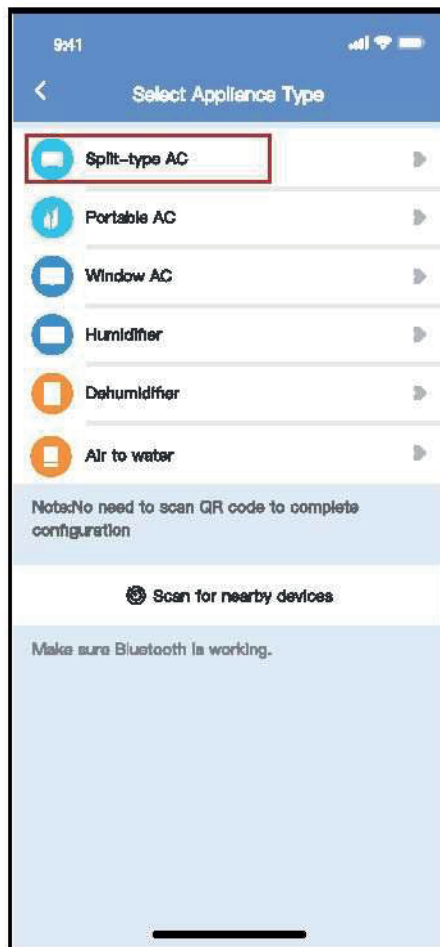 9:41
Select Appliance Type
Split-type AC
Portable AC
Window AC
Humidifier
Dehumidifier
Air to water
Note:No need to scan QR code to complete
configuration
Scan for nearby devices
Make sure Bluetooth is working.